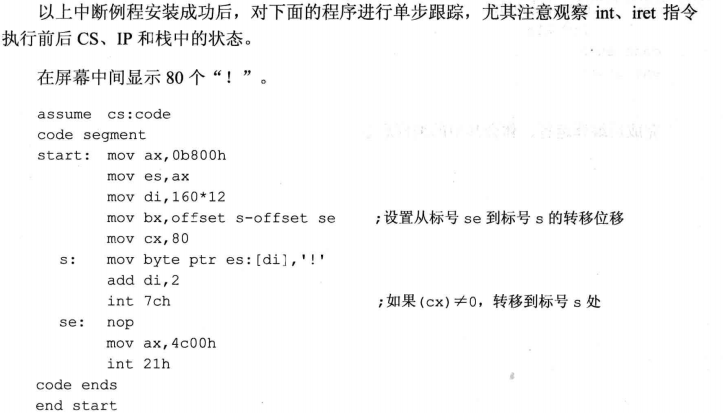 以上中断例程安装成功后，对下面的程序进行单步跟踪，尤其注意观察 int、iret 指令
执行前后 CS、IP 和栈中的状态。
在屏幕中间显示 80 个“！”。
assume cs:code
code segment
start: mov ax,0b800h
mov es,ax
mov di,160*12
mov bx,offset s-offset se ;设置从标号 se 到标号 s 的转移位移
mov cx,80
s: mov byte ptr es:[di],'!'
add di,2
int 7ch ;如果(cx)≠0，转移到标号 s 处
se: nop
mov ax,4c00h
int 21h
code ends
end start